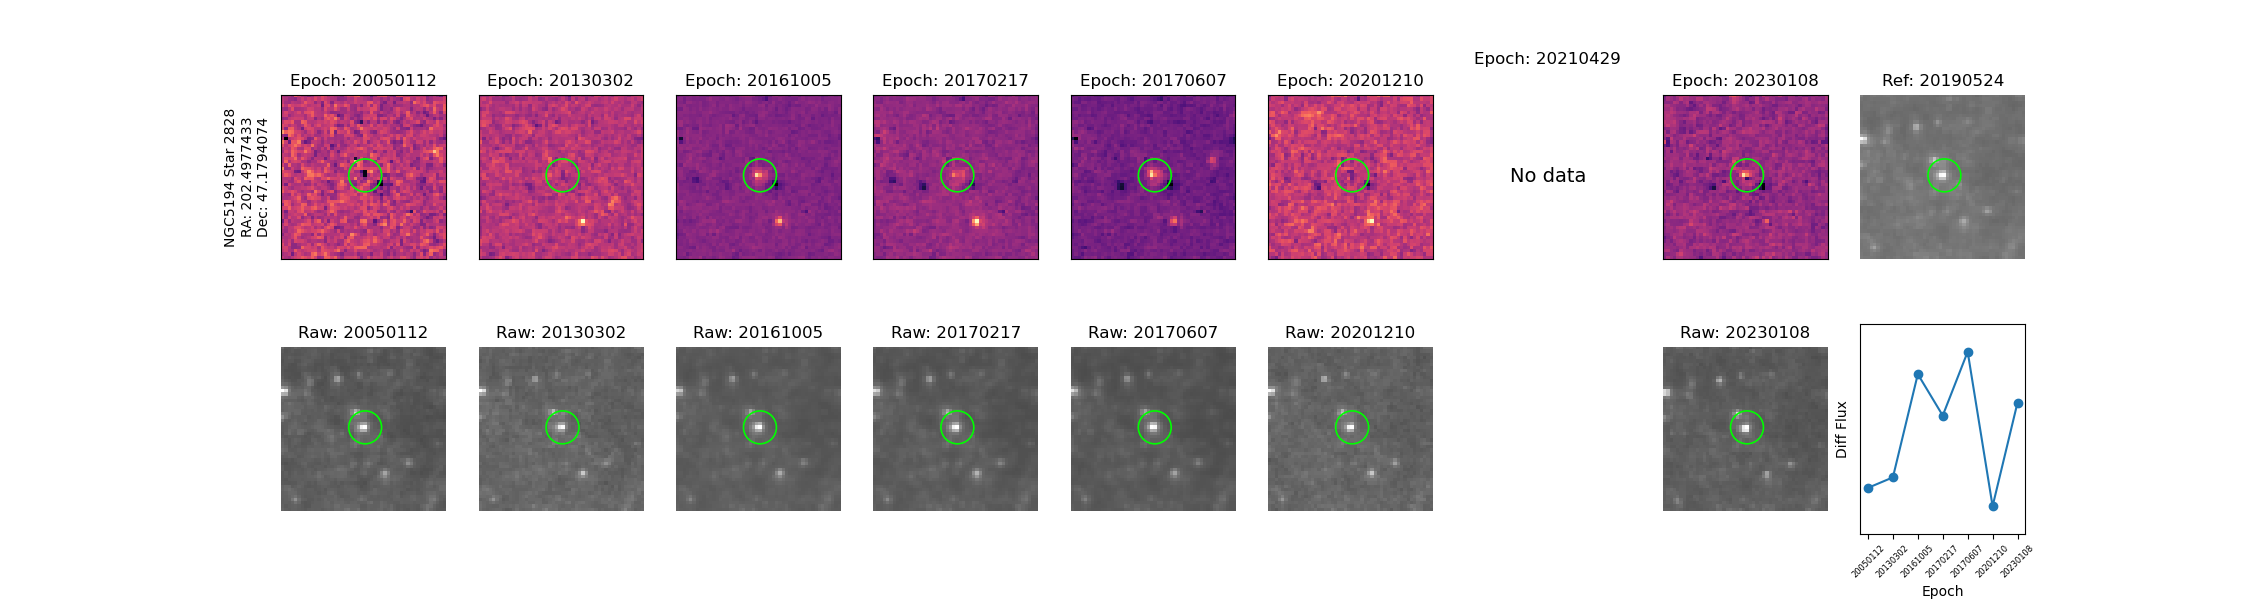 Epoch: 20210429
Epoch: 20050112
Epoch: 20130302
Epoch: 20161005
Epoch: 20170217
Epoch: 20170607
Epoch: 20201210
Epoch: 20230108
Ref: 20190524
NGC5194 Star 2828
RA: 202.4977433
Dec: 47.1794074
No data
Raw: 20050112
Raw: 20130302
Raw: 20161005
Raw: 20170217
Raw: 20170607
Raw: 20201210
Raw: 20230108
Diff Flux
20050112
20130302
20161005
20170217
20170607
20201210
20230108
Epoch